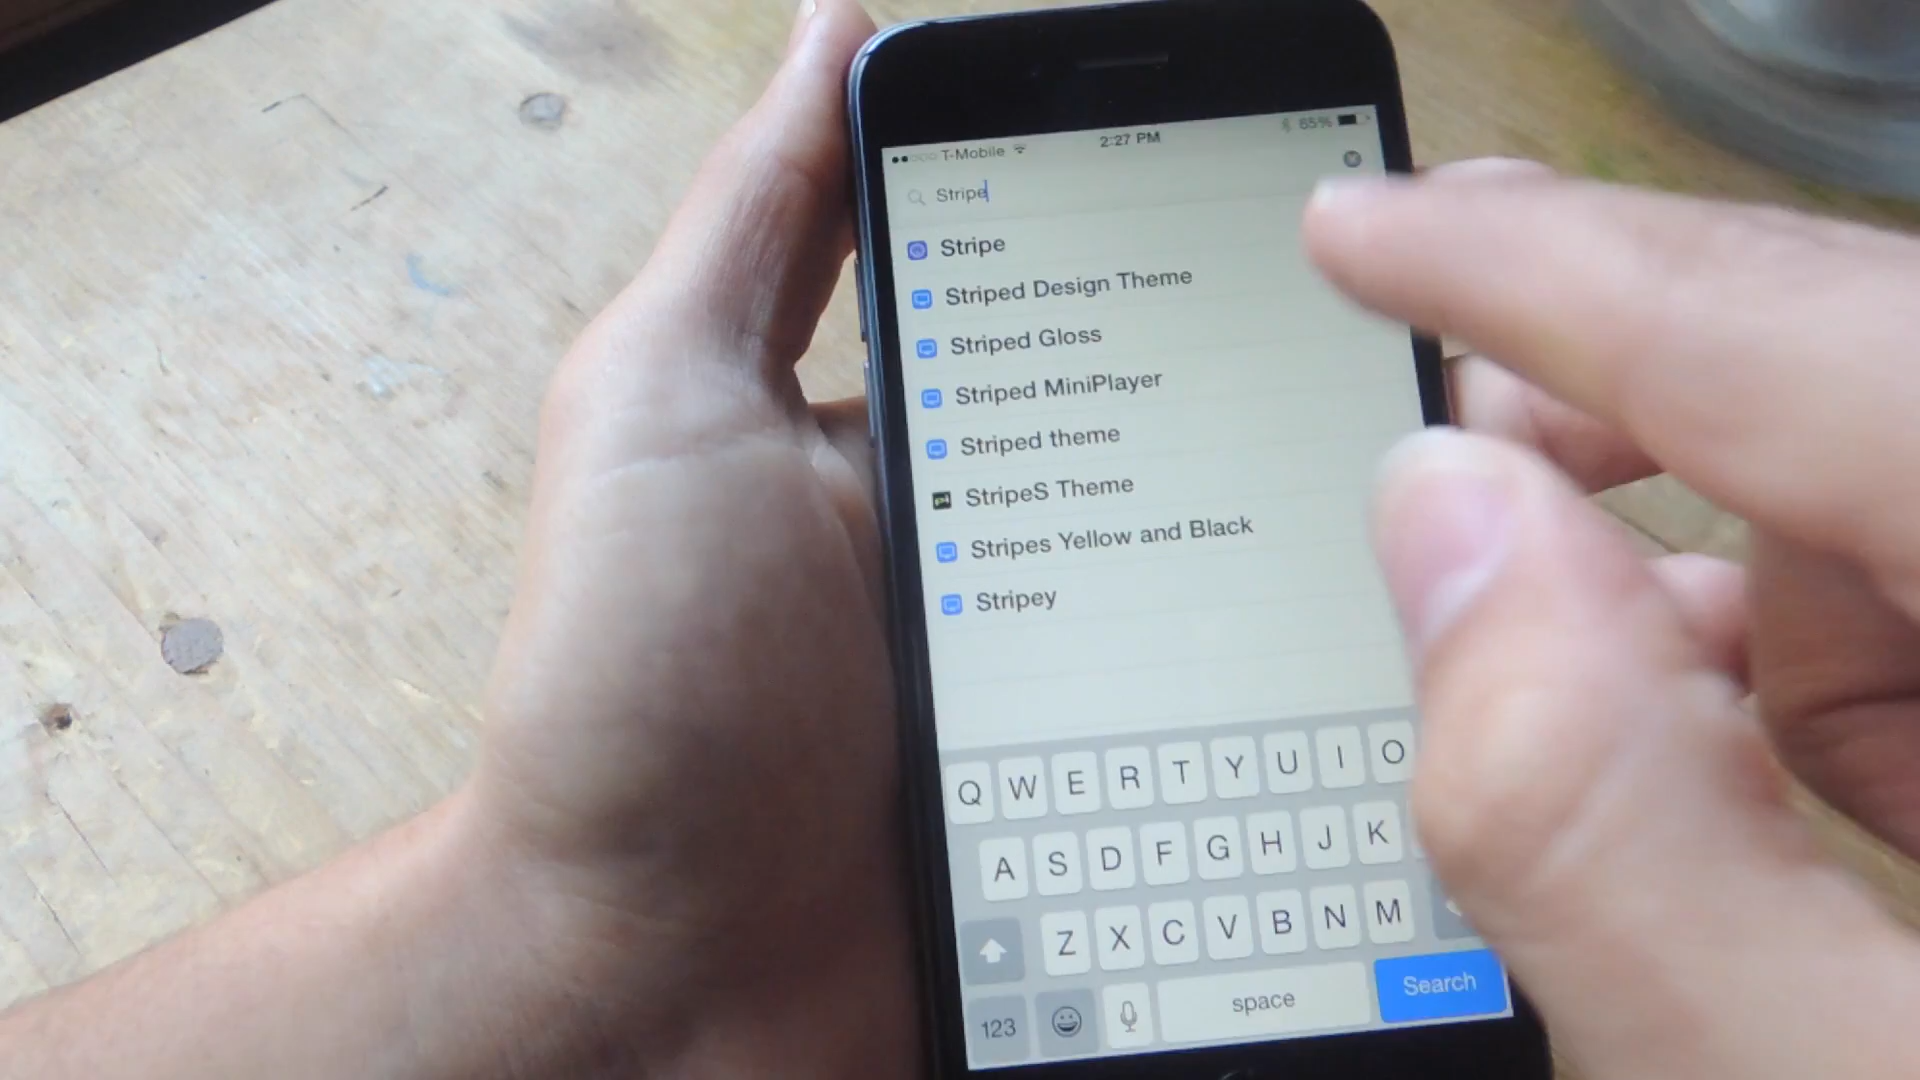 T-Mobile 2:27 PM 65%
Stripe
Stripe
Striped Design Theme
Striped Gloss
Striped MiniPlayer
Striped theme
StripeS Theme
Stripes Yellow and Black
Stripey
Q W E R T Y U I O
A S D F G H J K
Z X C V B N M
123 space Search